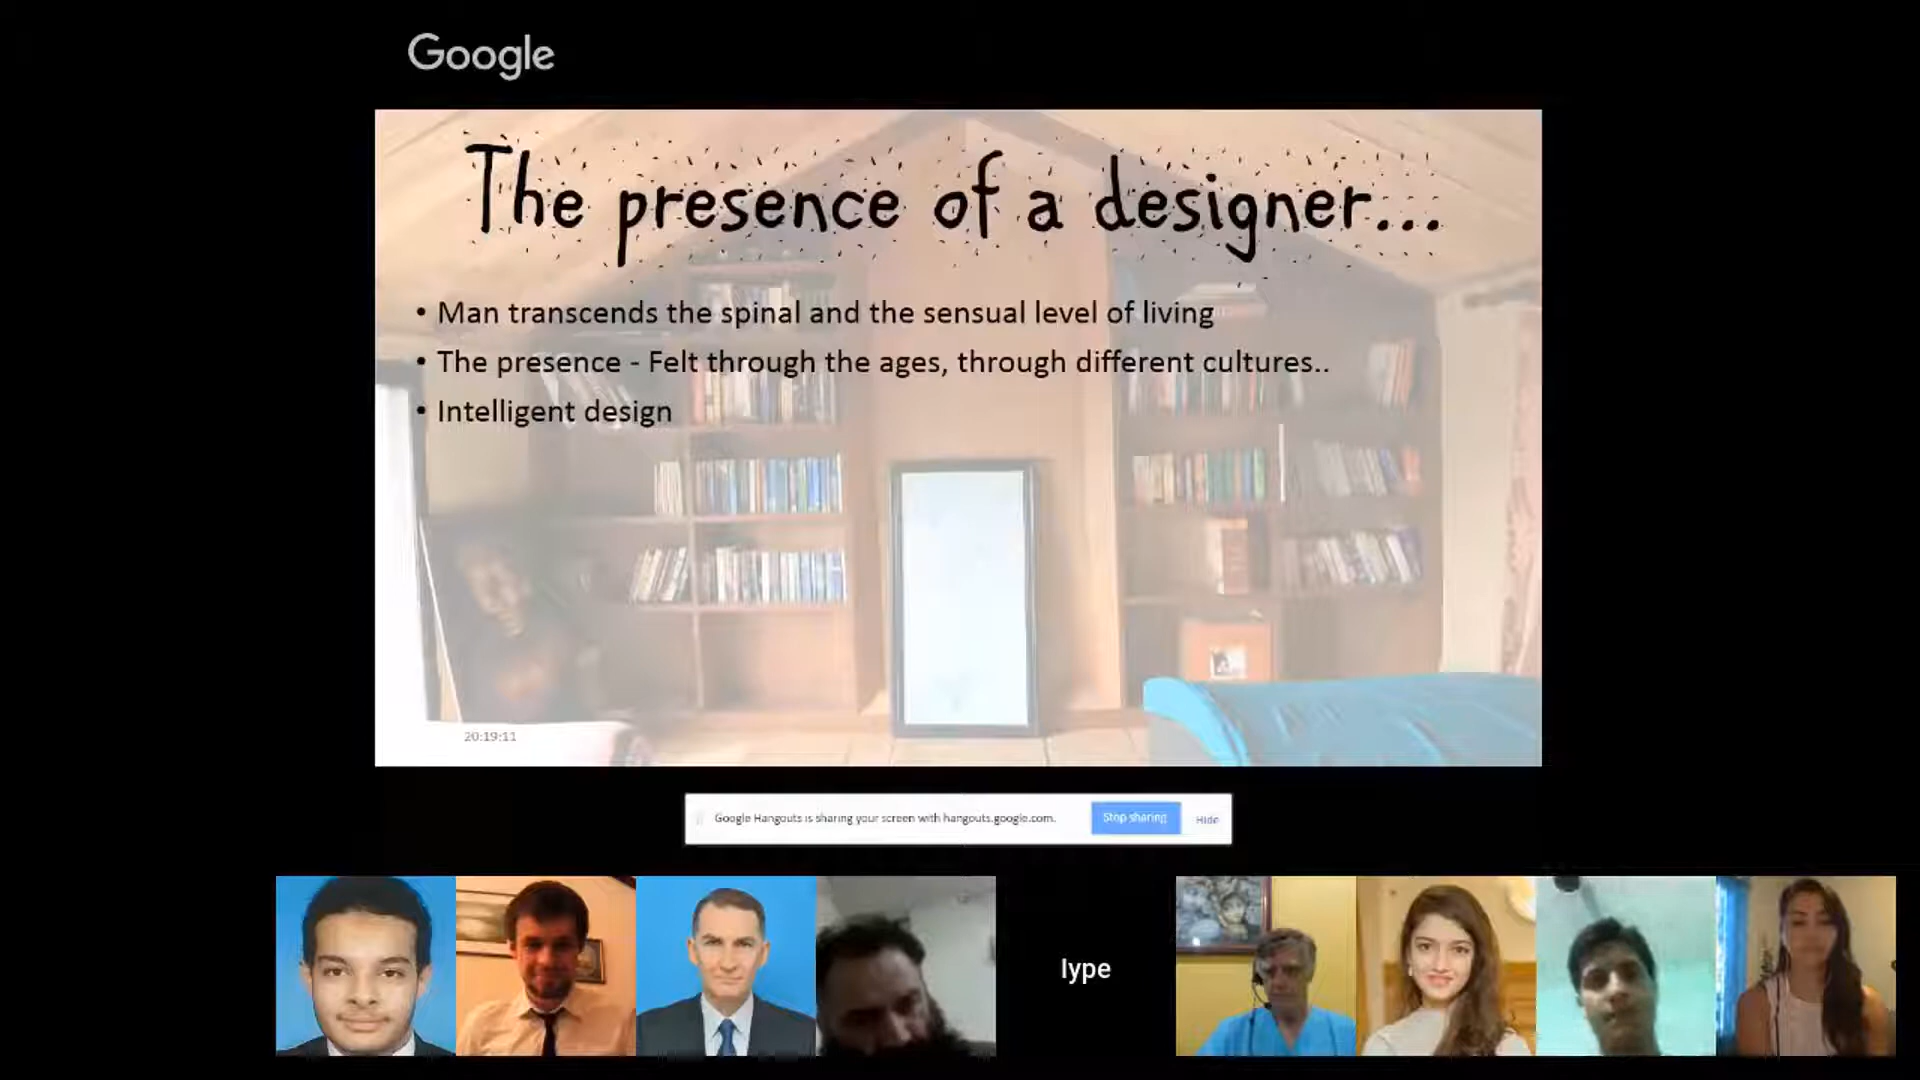 Google
The presence of a designer...
• Man transcends the spinal and the sensual level of living
• The presence - Felt through the ages, through different cultures..
• Intelligent design
20:19:11
Google Hangouts is sharing your screen with hangouts.google.com.
Stop sharing
Hide
Iype